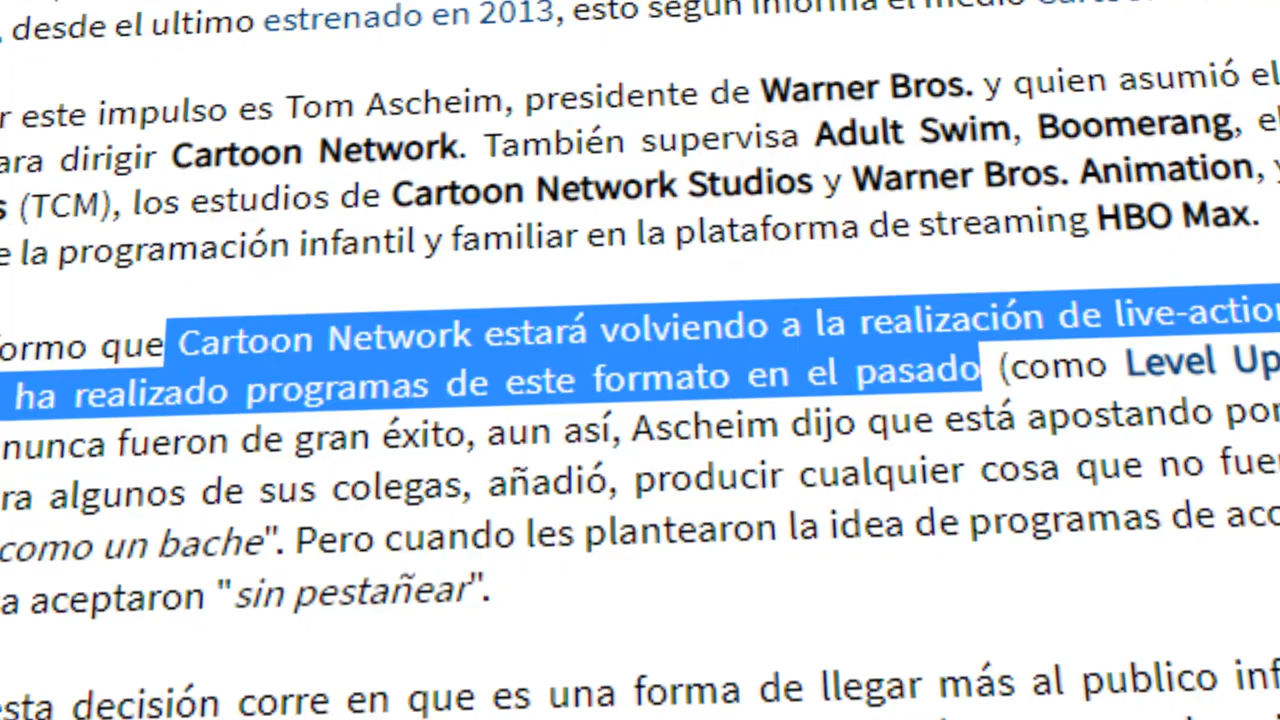 , desde el ultimo estrenado en 2013, esto según informa el medio
r este impulso es Tom Ascheim, presidente de Warner Bros. y quien asumió el
ara dirigir Cartoon Network. También supervisa Adult Swim, Boomerang, el
s (TCM), los estudios de Cartoon Network Studios y Warner Bros. Animation, y
e la programación infantil y familiar en la plataforma de streaming HBO Max.
ormo que Cartoon Network estará volviendo a la realización de live-action
ha realizado programas de este formato en el pasado (como Level Up
nunca fueron de gran éxito, aun así, Ascheim dijo que está apostando por
ra algunos de sus colegas, añadió, producir cualquier cosa que no fuer
como un bache". Pero cuando les plantearon la idea de programas de acc
a aceptaron "sin pestañear".
esta decisión corre en que es una forma de llegar más al publico inf